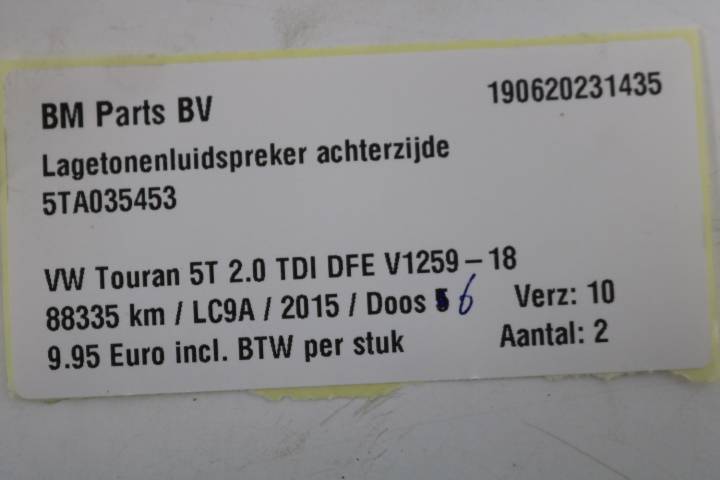 BM Parts BV 190620231435
Lagetonenluidspreker achterzijde
5TA035453
VW Touran 5T 2.0 TDI DFE V1259-18
88335 km / LC9A / 2015 / Doos 6 Verz: 10
9.95 Euro incl. BTW per stuk Aantal: 2